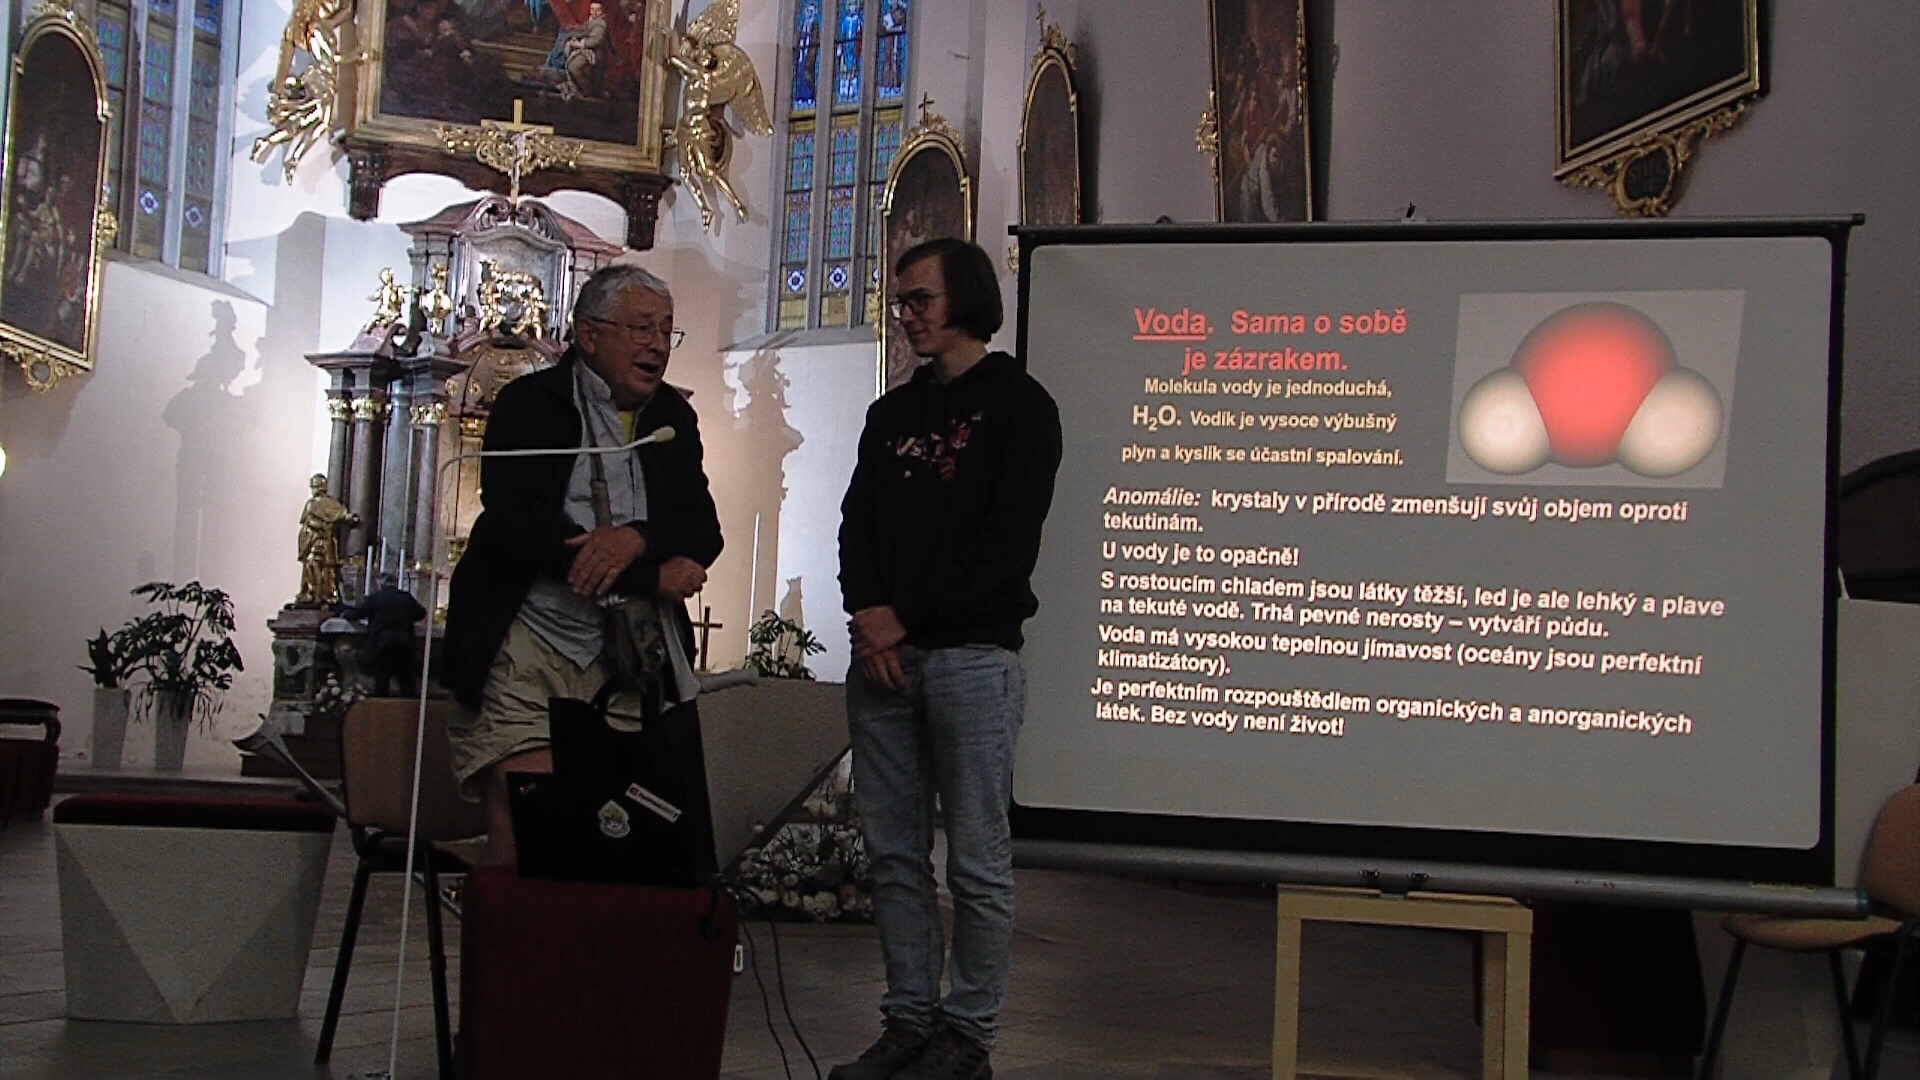 Voda. Sama o sobě
je zázrakem.
Molekula vody je jednoduchá,
H₂O. Vodík je vysoce výbušný
plyn a kyslík se účastní spalování.
Anomálie: krystaly v přírodě zmenšují svůj objem oproti
tekutinám.
U vody je to opačně!
S rostoucím chladem jsou látky těžší, led je ale lehký a plave
na tekuté vodě. Trhá pevné nerosty – vytváří půdu.
Voda má vysokou tepelnou jímavost (oceány jsou perfektní
klimatizátory).
Je perfektním rozpouštědlem organických a anorganických
látek. Bez vody není život!